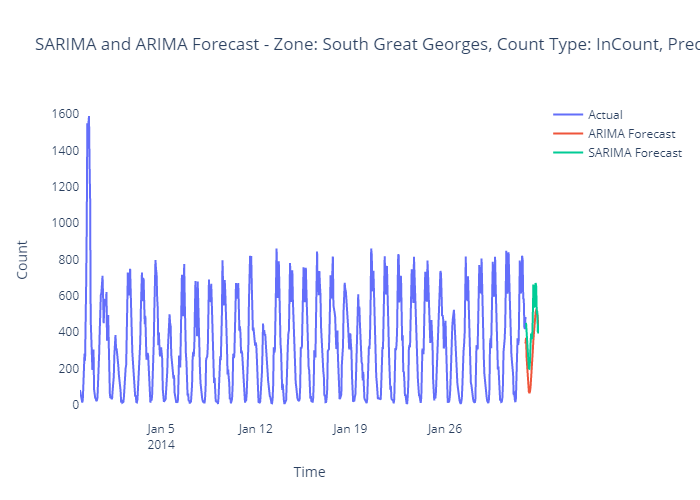 SARIMA and ARIMA Forecast - Zone: South Great Georges, Count Type: InCount, Prec
1600
1400
1200
1000
800
600
400
200
0
Count
Jan 5
2014
Jan 12
Jan 19
Jan 26
Time
Actual
ARIMA Forecast
SARIMA Forecast